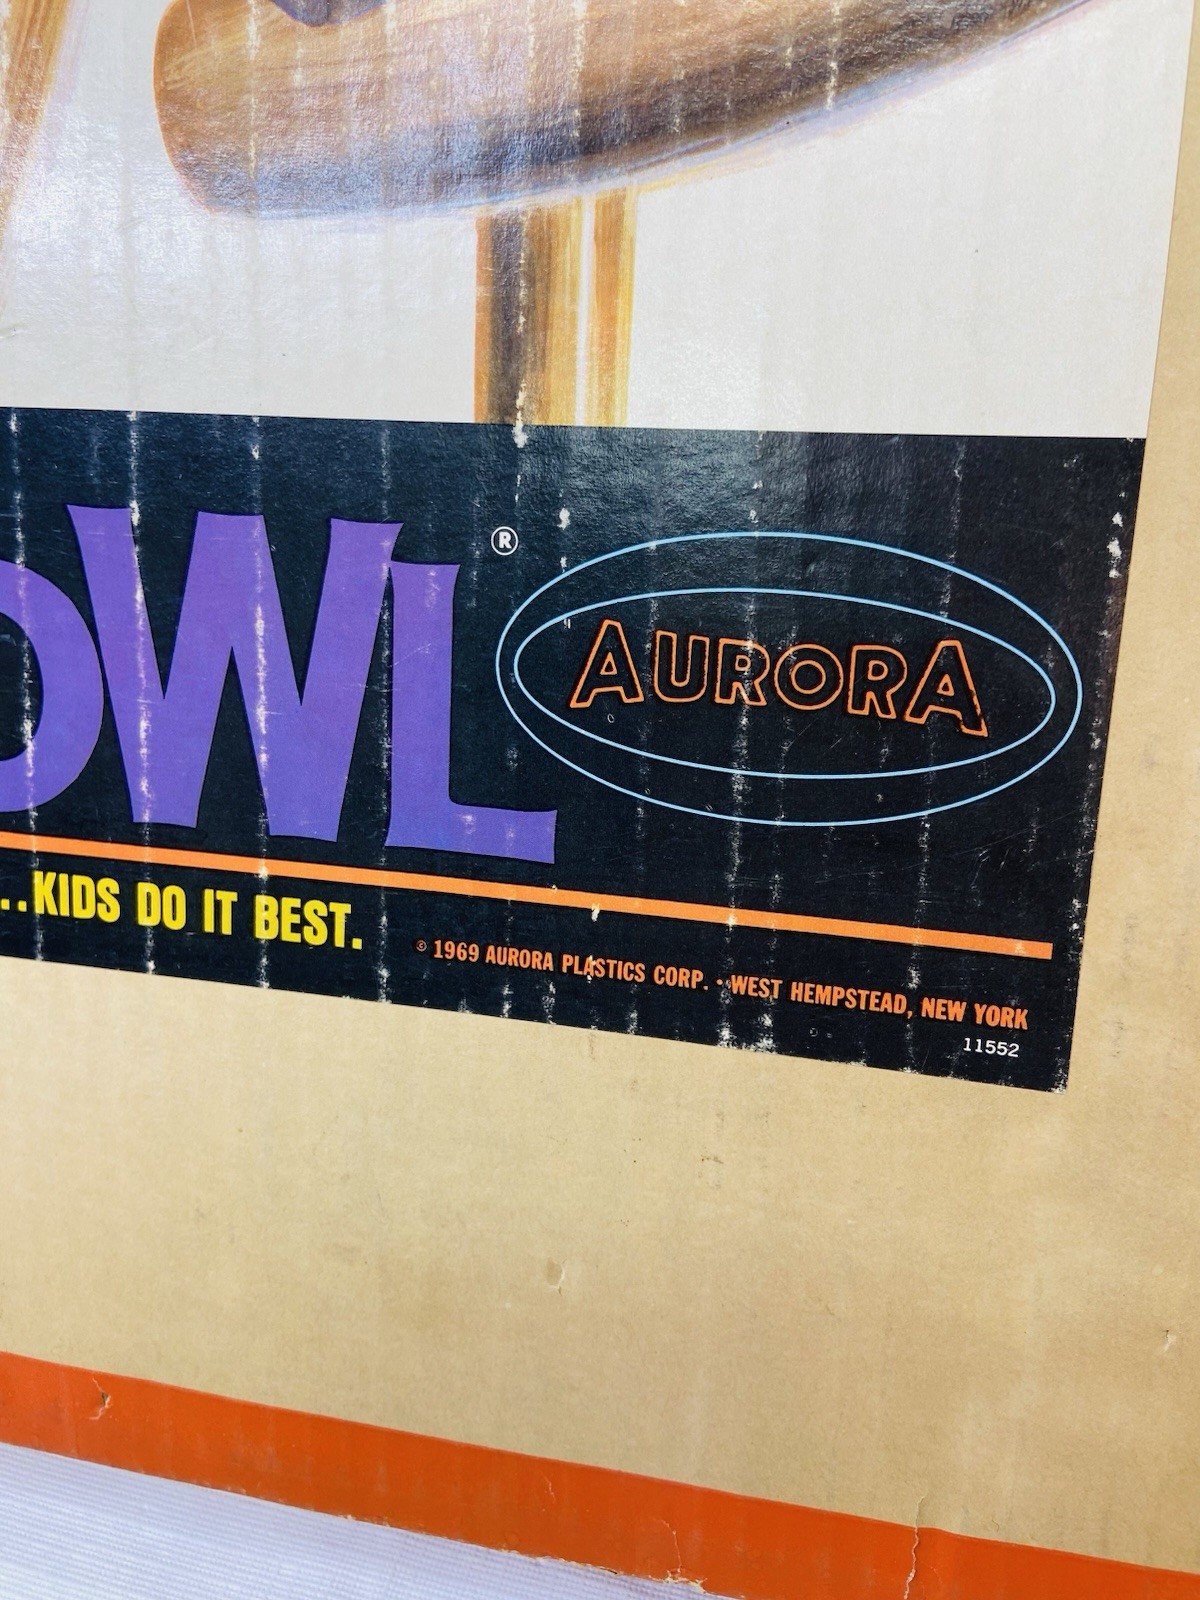 OWL ®
AURORA
..KIDS DO IT BEST.
© 1969 AURORA PLASTICS CORP. · WEST HEMPSTEAD, NEW YORK
11552